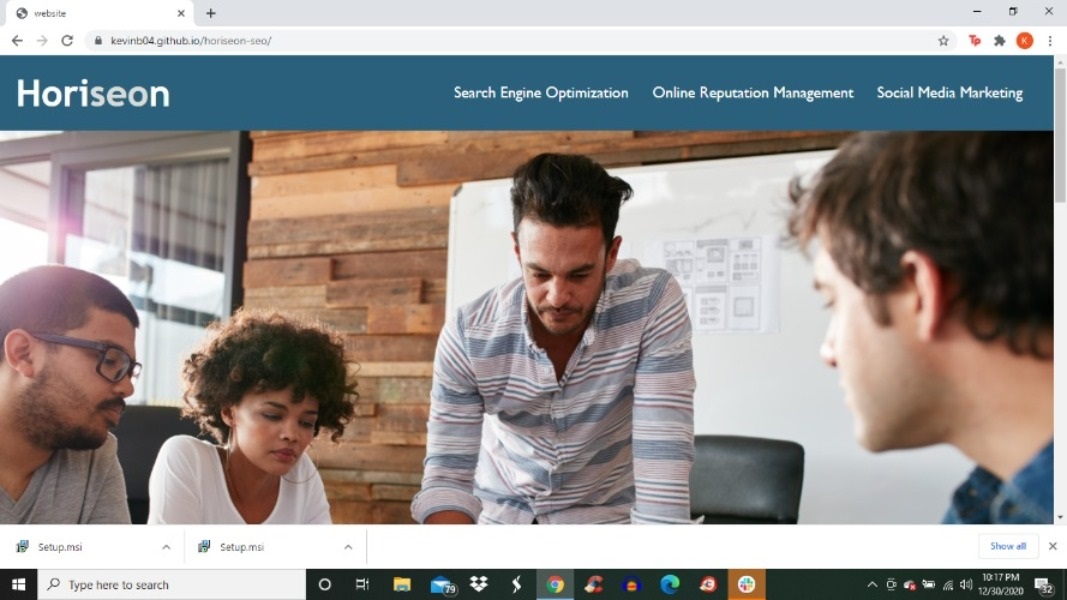 website
kevinb04.github.io/horiseon-seo/
Tp
K
Horiseon
Search Engine Optimization Online Reputation Management Social Media Marketing
Setup.msi
Setup.msi
Show all
Type here to search
79
10:17 PM
12/30/2020
32